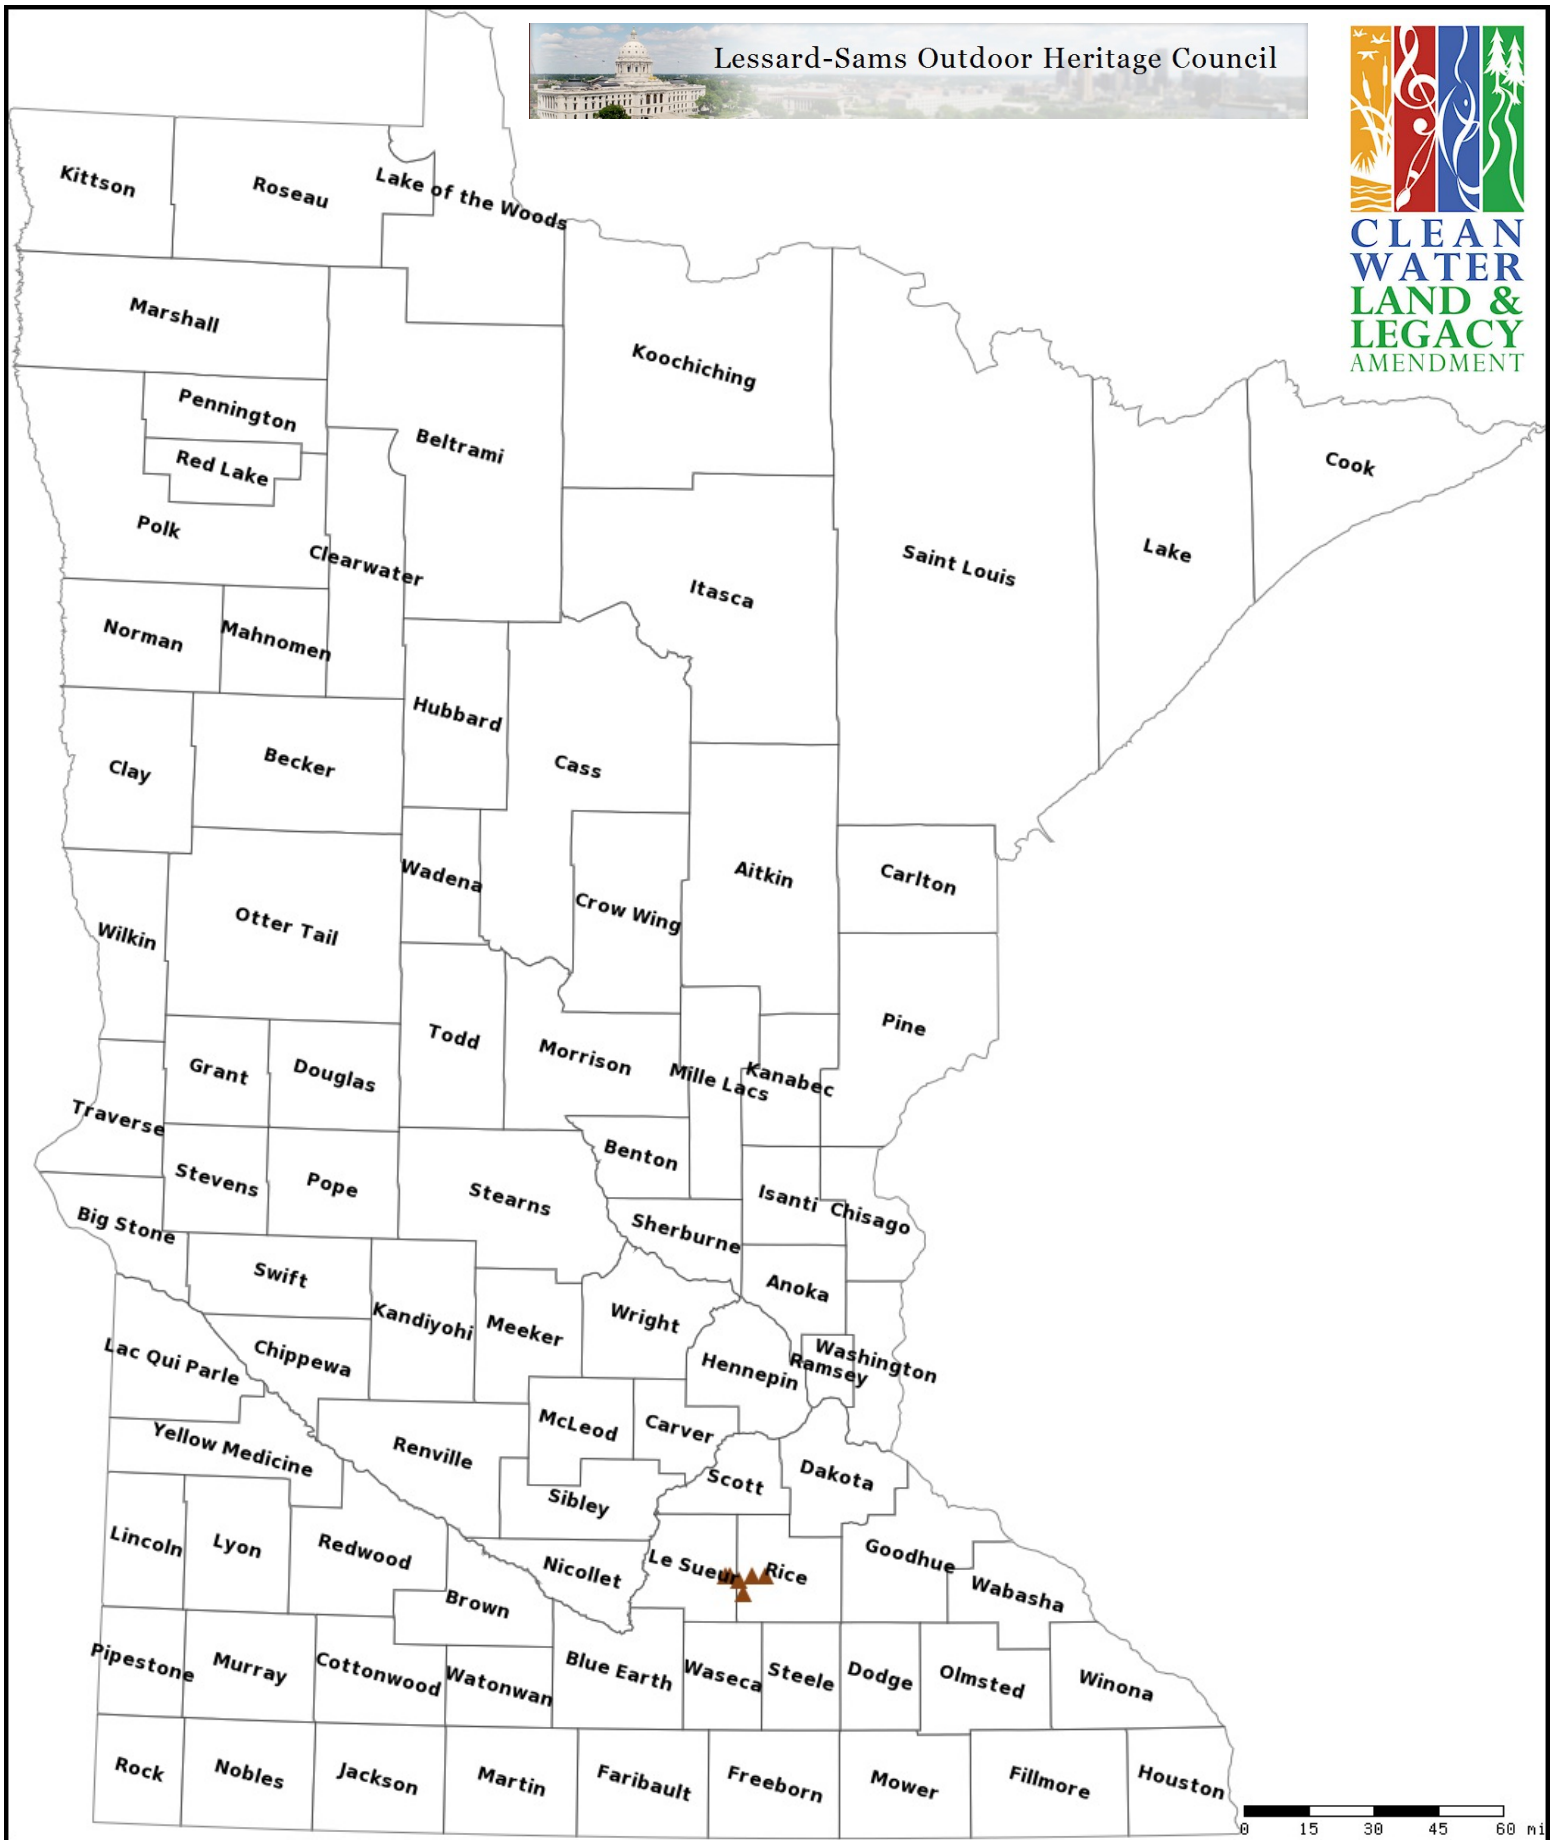 Lessard-Sams Outdoor Heritage Council
CLEAN
WATER
LAND &
LEGACY
AMENDMENT
Kittson
Roseau
Lake of the Woods
Marshall
Koochiching
Pennington
Beltrami
Red Lake
Cook
Polk
Clearwater
Saint Louis
Lake
Itasca
Norman
Mahnomen
Hubbard
Cass
Clay
Becker
Wadena
Aitkin
Carlton
Crow Wing
Otter Tail
Wilkin
Pine
Todd
Morrison
Grant
Douglas
Mille Lacs
Kanabec
Traverse
Benton
Stevens
Pope
Stearns
Isanti
Chisago
Big Stone
Sherburne
Swift
Anoka
Kandiyohi
Meeker
Wright
Lac Qui Parle
Chippewa
Hennepin
Ramsey
Washington
McLeod
Carver
Yellow Medicine
Renville
Scott
Dakota
Sibley
Lincoln
Lyon
Redwood
Nicollet
Le Sueur
Rice
Goodhue
Wabasha
Brown
Pipestone
Murray
Cottonwood
Watonwan
Blue Earth
Waseca
Steele
Dodge
Olmsted
Winona
Rock
Nobles
Jackson
Martin
Faribault
Freeborn
Mower
Fillmore
Houston
0 15 30 45 60 mi